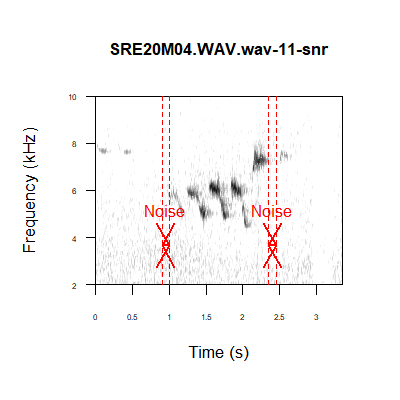 SRE20M04.WAV.wav-11-snr
Frequency (kHz)
10
8
6
4
2
Noise Noise
0 0.5 1 1.5 2 2.5 3
Time (s)